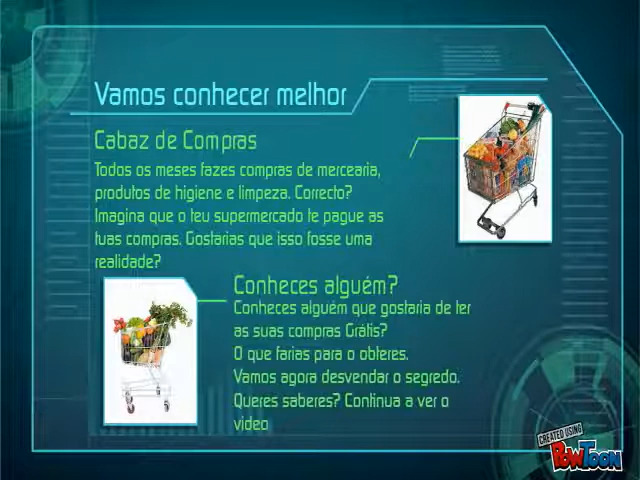 Vamos conhecer melhor
Cabaz de Compras
Todos os meses fazes compras de mercearia,
produtos de higiene e limpeza. Correcto?
Imagina que o teu supermercado te pague as
tuas compras. Gostarias que isso fosse uma
realidade?
Conheces alguém?
Conheces alguém que gostaria de ter
as suas compras Grátis?
O que farias para o obteres.
Vamos agora desvendar o segredo.
Queres saberes? Continua a ver o
video
CREATED USING
POWTOON